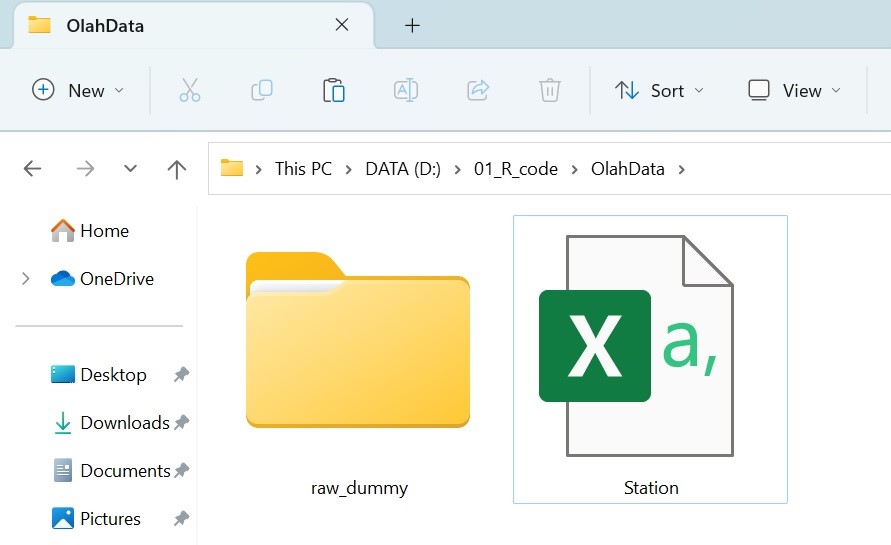 OlahData
New
Sort
View
This PC > DATA (D:) > 01_R_code > OlahData >
Home
OneDrive
Desktop
Downloads
Documents
Pictures
X a,
raw_dummy
Station